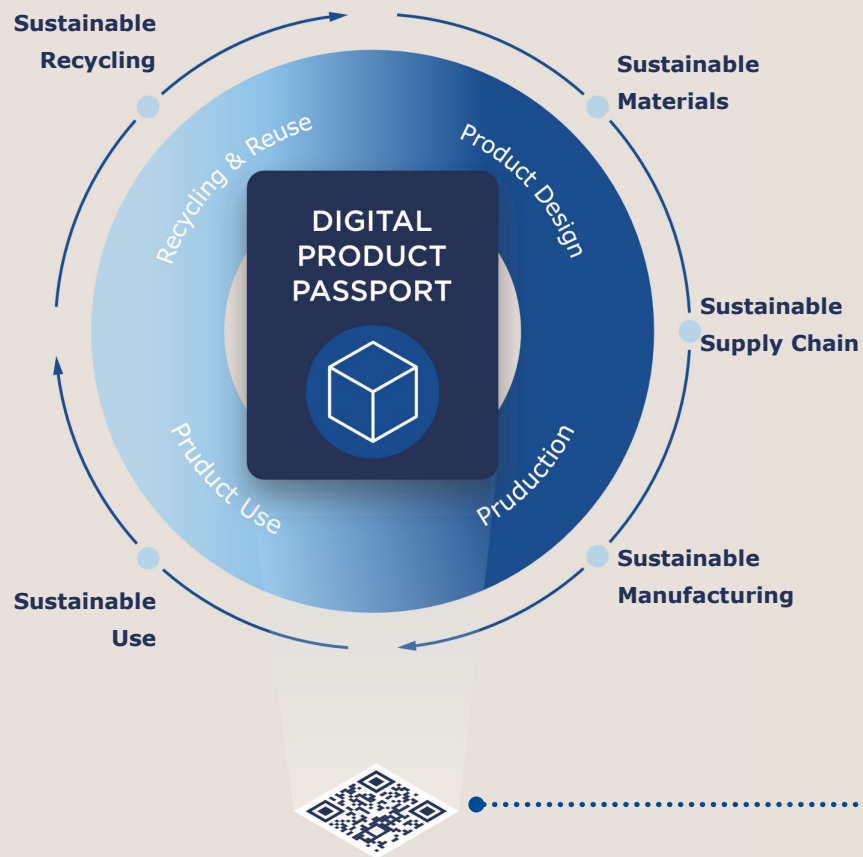 Sustainable
Recycling
Sustainable
Materials
Recycling & Reuse
Product Design
DIGITAL
PRODUCT
PASSPORT
Sustainable
Supply Chain
Pruduct Use
Pruduction
Sustainable
Manufacturing
Sustainable
Use